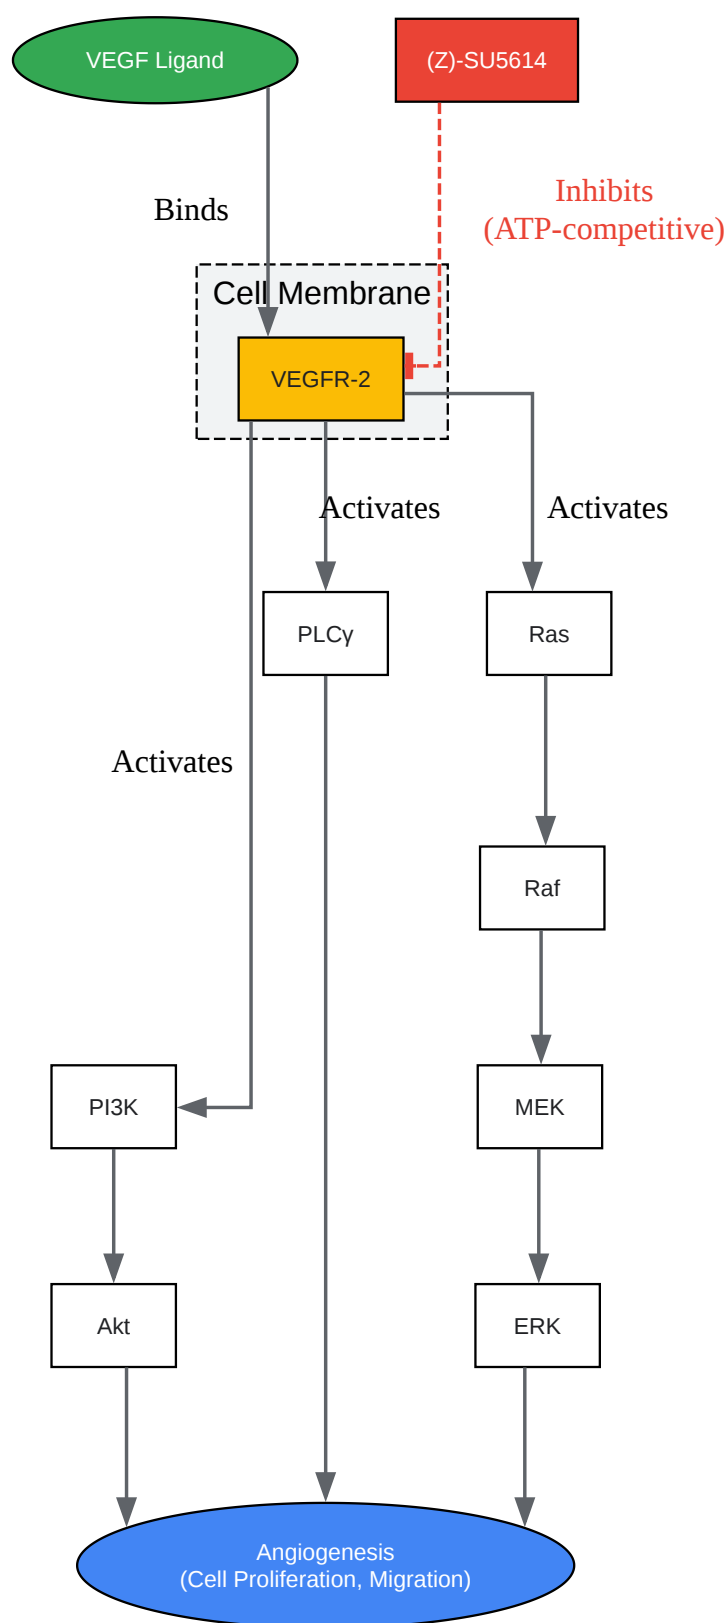 VEGF Ligand
(Z)-SU5614
Binds
Inhibits
(ATP-competitive)
Cell Membrane
VEGFR-2
Activates
Activates
PLCγ
Ras
Activates
Raf
PI3K
MEK
Akt
ERK
Angiogenesis
(Cell Proliferation, Migration)